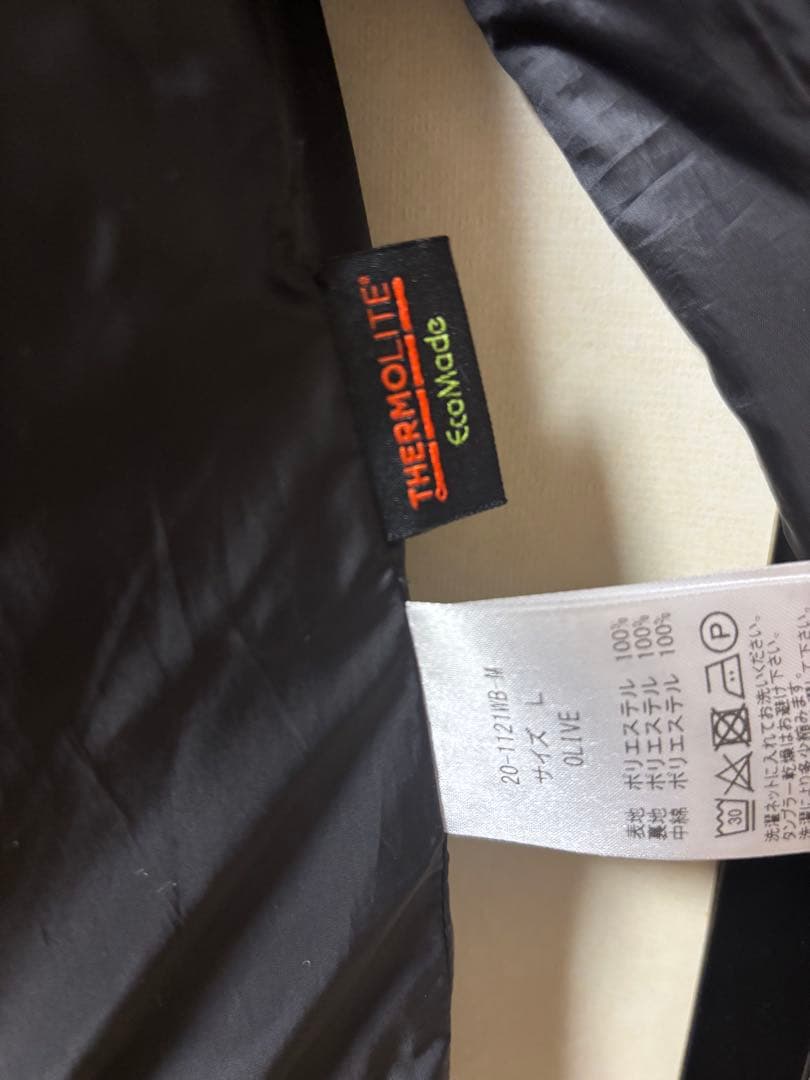 THERMOLITE®
EcoMade
20-1121WB-M
サイズ L
OLIVE
表地 ポリエステル 100%
裏地 ポリエステル 100%
中綿 ポリエステル 100%
30 P
洗濯ネットに入れてお洗いください。
タンブラー乾燥はお避け下さい。